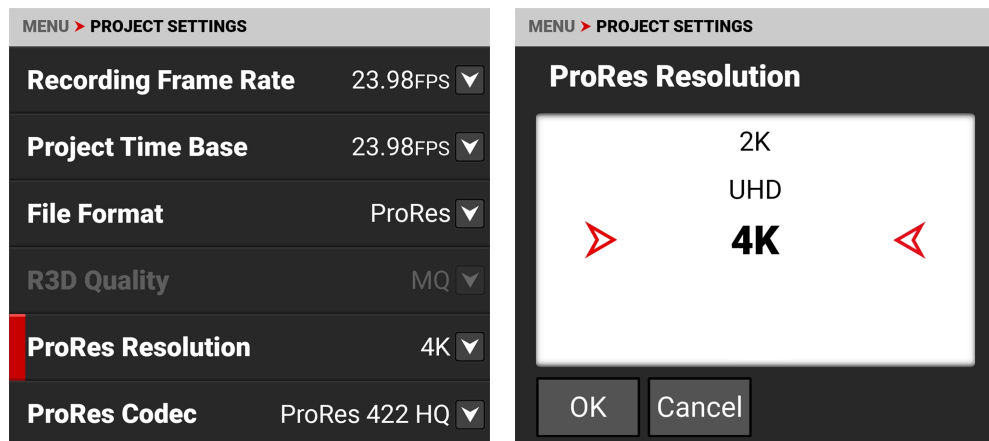 MENU PROJECT SETTINGS
Recording Frame Rate 23.98FPS
Project Time Base 23.98FPS
File Format ProRes
R3D Quality MQ
ProRes Resolution 4K
ProRes Codec ProRes 422 HQ
MENU PROJECT SETTINGS
ProRes Resolution
2K
UHD
4K
OK Cancel